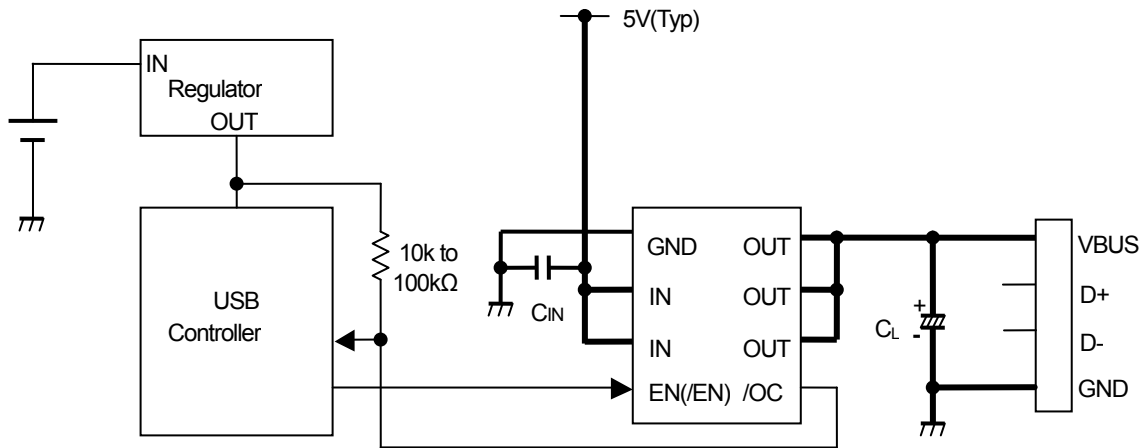 5V(Typ)
IN
Regulator
OUT
10k to
100kΩ
USB
Controller
CIN
GND OUT
IN OUT
IN OUT
EN(/EN) /OC
+
CL
-
VBUS
D+
D-
GND